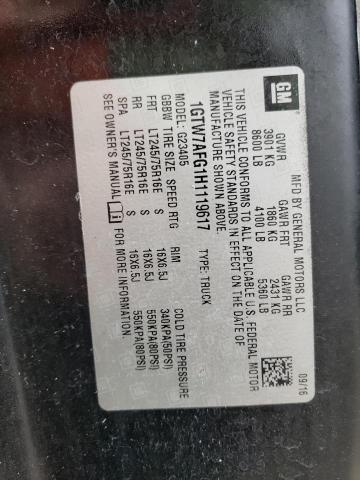 GM
MFD BY GENERAL MOTORS LLC 09/16
GVWR GAWR FRT GAWR RR
3901 KG 1860 KG 2431 KG
8600 LB 4100 LB 5360 LB
THIS VEHICLE CONFORMS TO ALL APPLICABLE U.S. FEDERAL MOTOR
VEHICLE SAFETY STANDARDS IN EFFECT ON THE DATE OF
MANUFACTURE SHOWN ABOVE.
1GTW7AFG1H1119617 TYPE: TRUCK
MODEL: G23405
GBBW TIRE SIZE SPEED RTG RIM COLD TIRE PRESSURE
FRT LT245/75R16E S 16X6.5J 340KPA(50PSI)
RR LT245/75R16E S 16X6.5J 550KPA(80PSI)
SPA LT245/75R16E S 16X6.5J 550KPA(80PSI)
SEE OWNER'S MANUAL i FOR MORE INFORMATION.